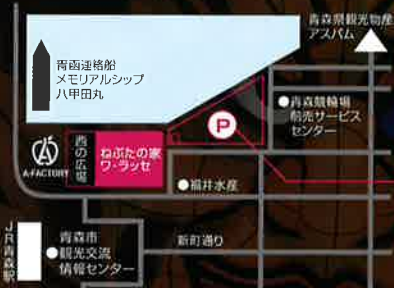 青森県観光物産
アスパム
青函連絡船
メモリアルシップ
八甲田丸
P
●青森競輪場
前売サービス
センター
A-FACTORY
西の広場
ねぶたの家
ワ・ラッセ
●福井水産
JR青森駅
青森市
●観光交流
情報センター
新町通り